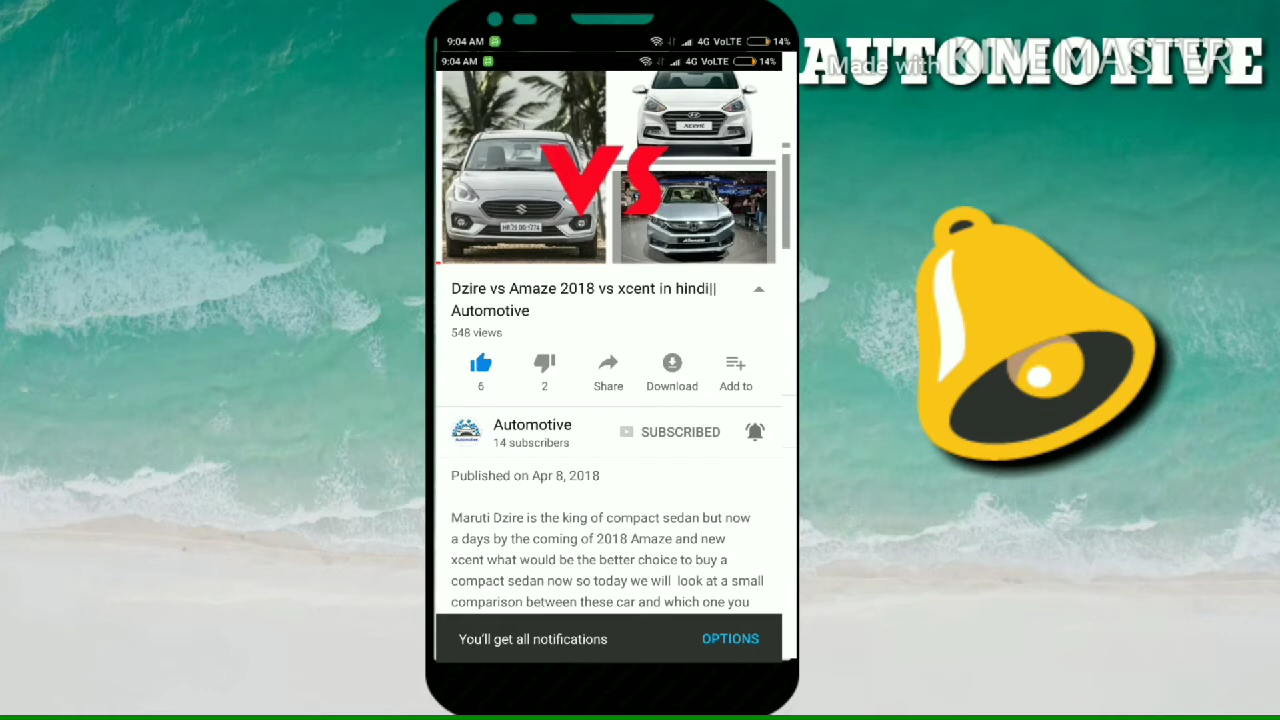 AUTOMOTIVE
Made with KINEMASTER
9:04 AM 4G VoLTE 14%
9:04 AM 4G VoLTE 14%
VS
Dzire vs Amaze 2018 vs xcent in hindi||
Automotive
548 views
6 2 Share Download Add to
Automotive
14 subscribers
SUBSCRIBED
Published on Apr 8, 2018
Maruti Dzire is the king of compact sedan but now
a days by the coming of 2018 Amaze and new
xcent what would be the better choice to buy a
compact sedan now so today we will look at a small
comparison between these car and which one you
You'll get all notifications OPTIONS